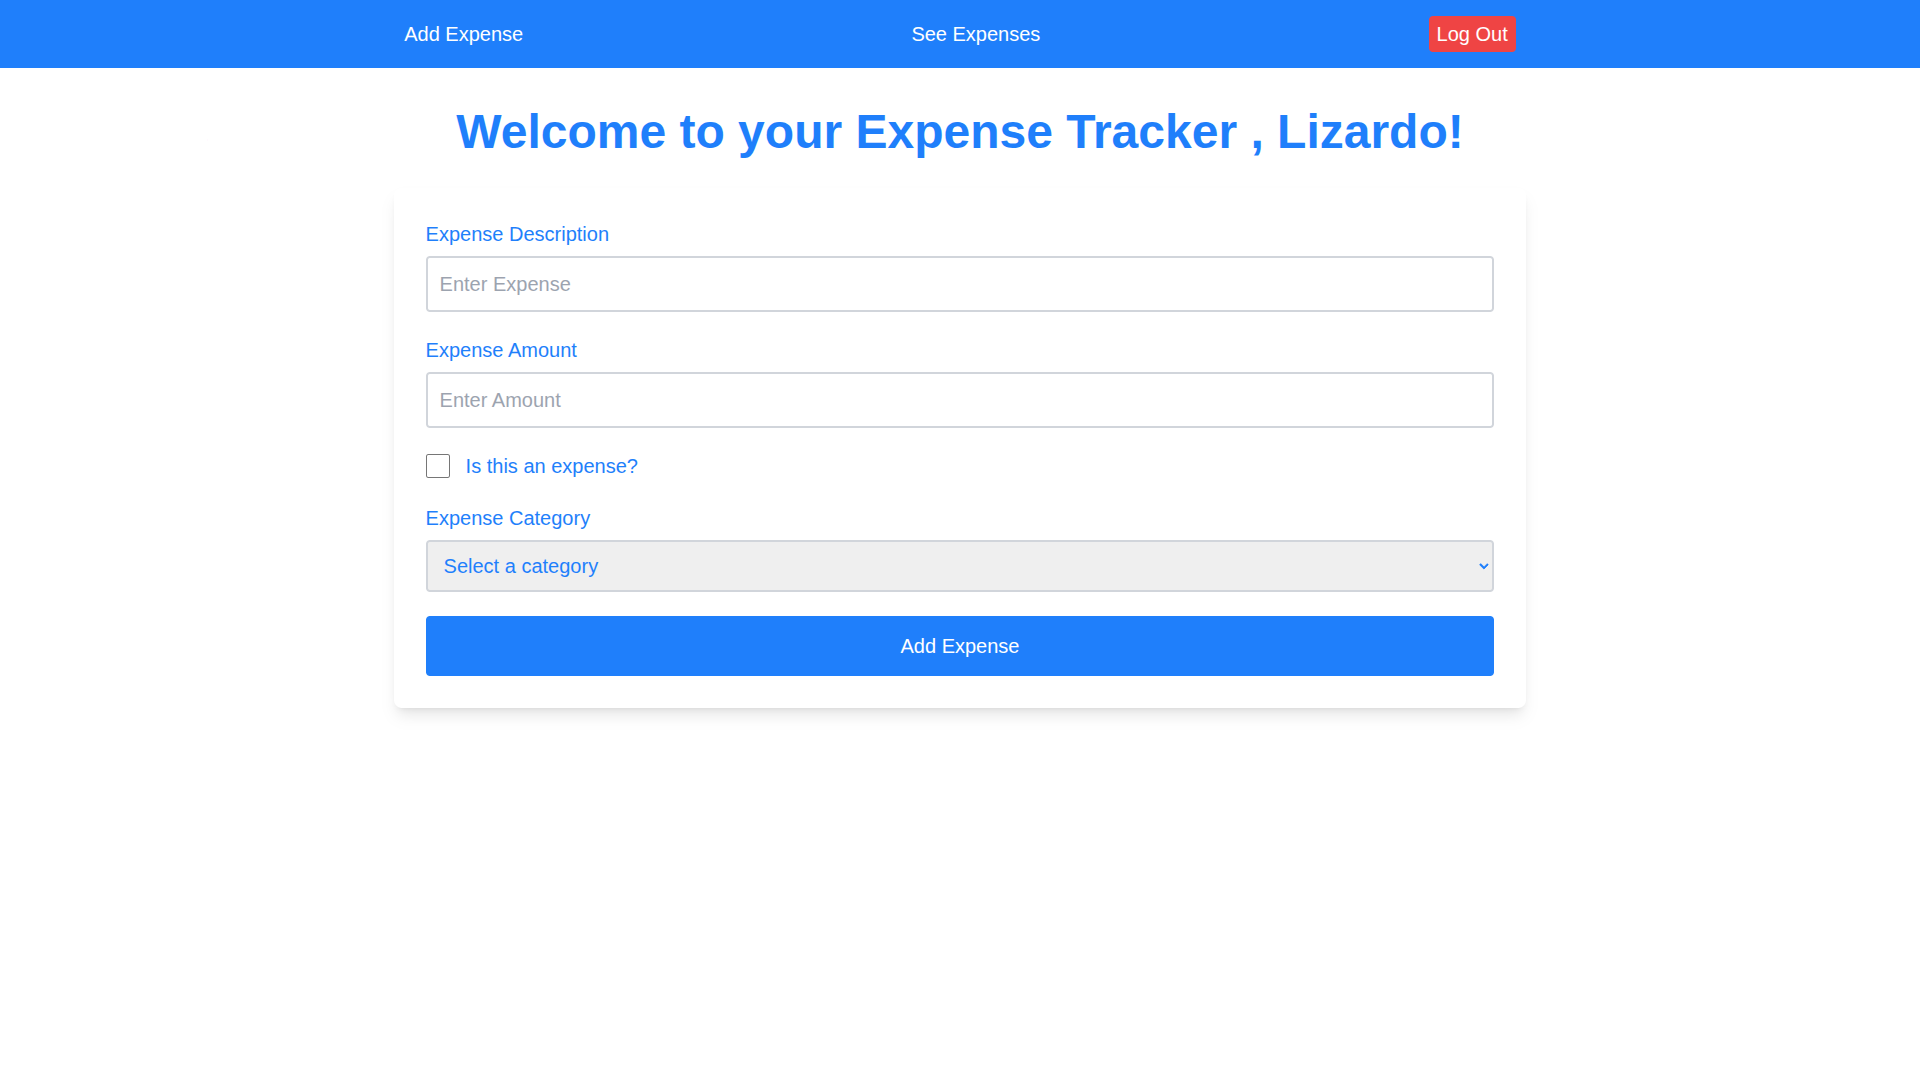 Add Expense See Expenses Log Out
Welcome to your Expense Tracker , Lizardo!
Expense Description
Enter Expense
Expense Amount
Enter Amount
Is this an expense?
Expense Category
Select a category
Add Expense